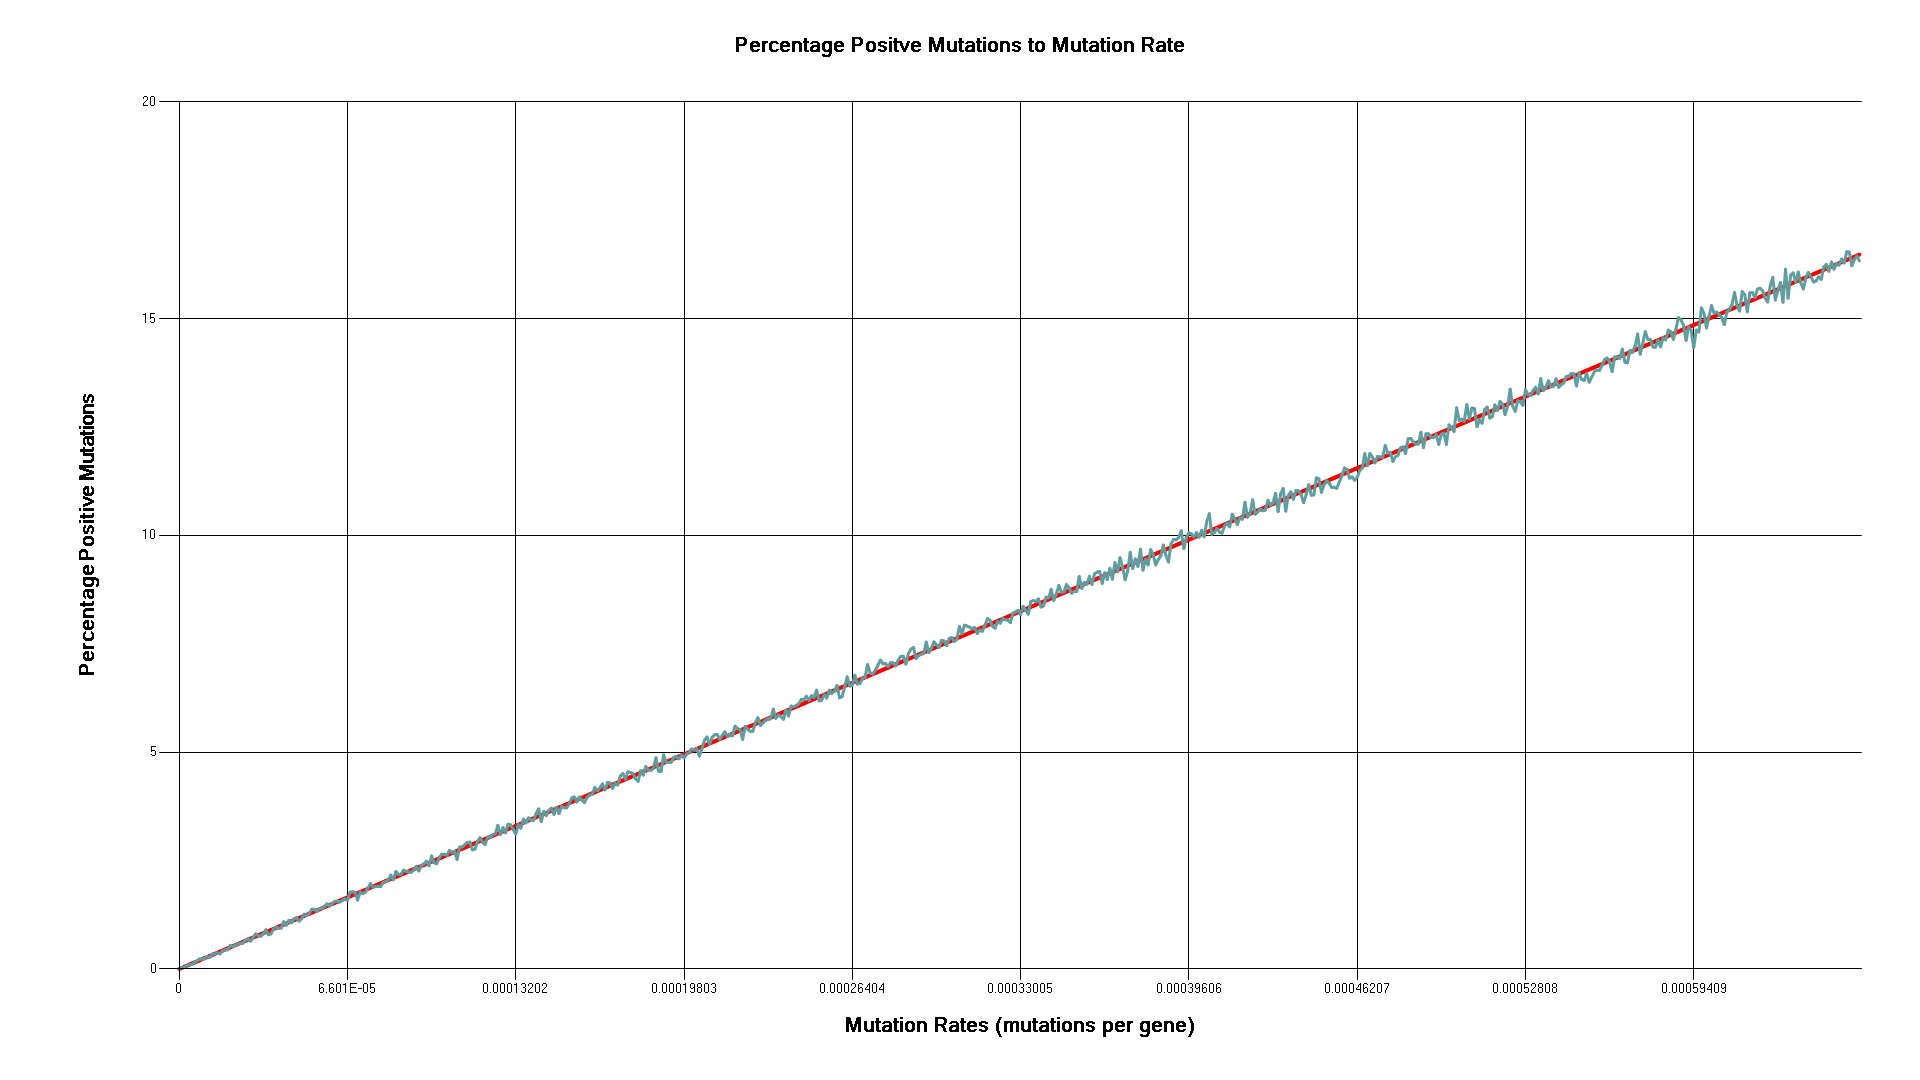 Percentage Positve Mutations to Mutation Rate
20
15
10
5
0
Percentage Positive Mutations
0 6.601E-05 0.00013202 0.00019803 0.00026404 0.00033005 0.00039606 0.00046207 0.00052808 0.00059409
Mutation Rates (mutations per gene)